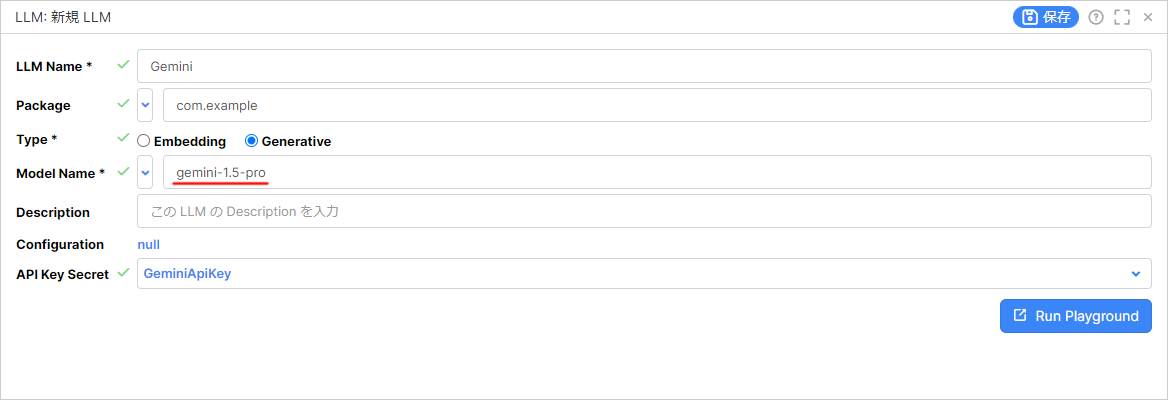 LLM: 新規 LLM 保存
LLM Name * Gemini
Package com.example
Type * Embedding Generative
Model Name * gemini-1.5-pro
Description この LLM の Description を入力
Configuration null
API Key Secret GeminiApiKey
Run Playground